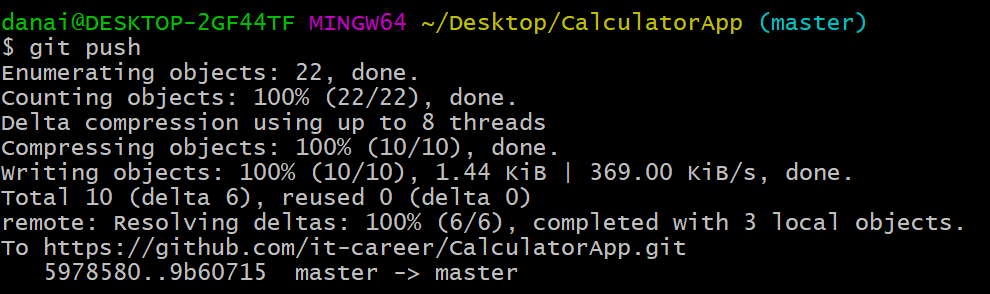 danai@DESKTOP-2GF44TF MINGW64 ~/Desktop/CalculatorApp (master)
$ git push
Enumerating objects: 22, done.
Counting objects: 100% (22/22), done.
Delta compression using up to 8 threads
Compressing objects: 100% (10/10), done.
Writing objects: 100% (10/10), 1.44 KiB | 369.00 KiB/s, done.
Total 10 (delta 6), reused 0 (delta 0)
remote: Resolving deltas: 100% (6/6), completed with 3 local objects.
To https://github.com/it-career/CalculatorApp.git
   5978580..9b60715  master -> master